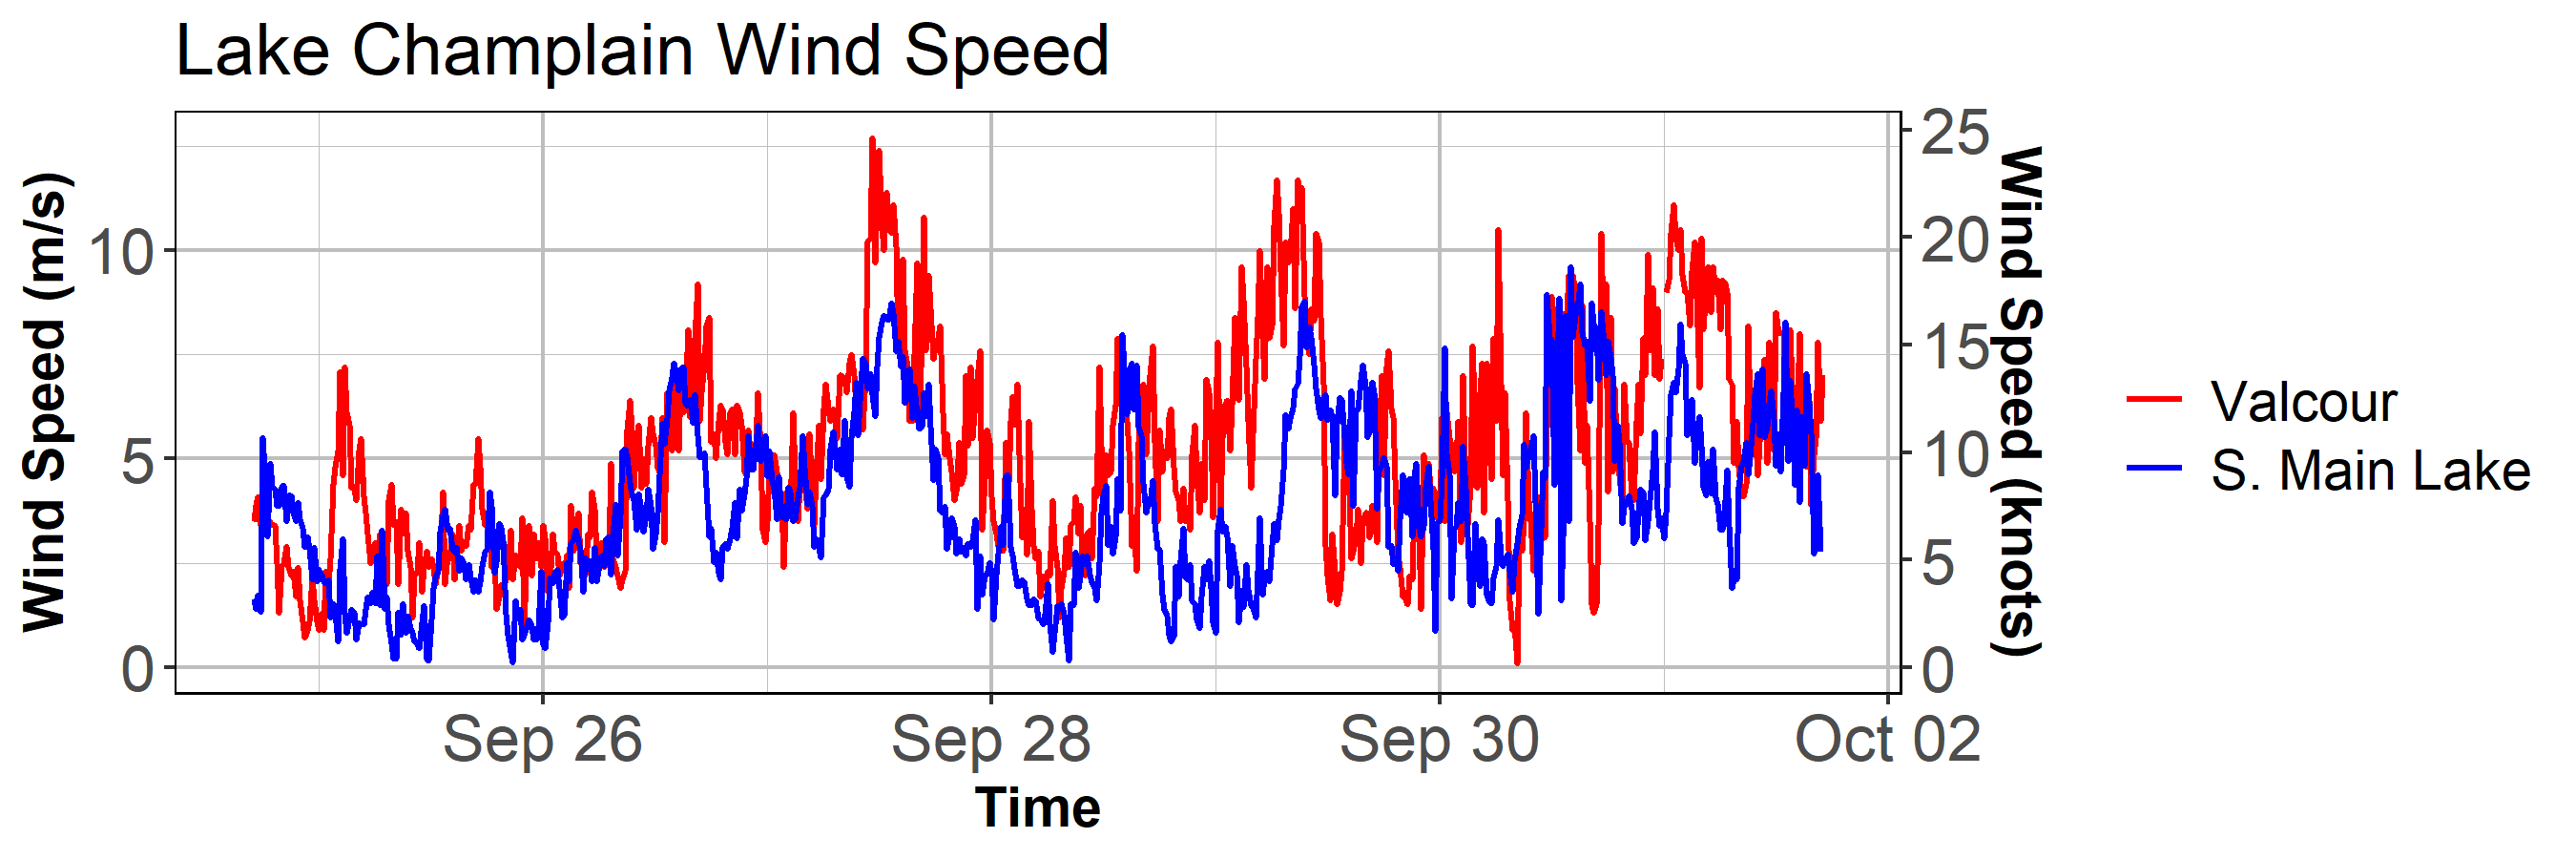 Lake Champlain Wind Speed
Wind Speed (m/s)
10
5
0
25
20
15
10
5
0
Wind Speed (knots)
Sep 26
Sep 28
Sep 30
Oct 02
Time
Valcour
S. Main Lake